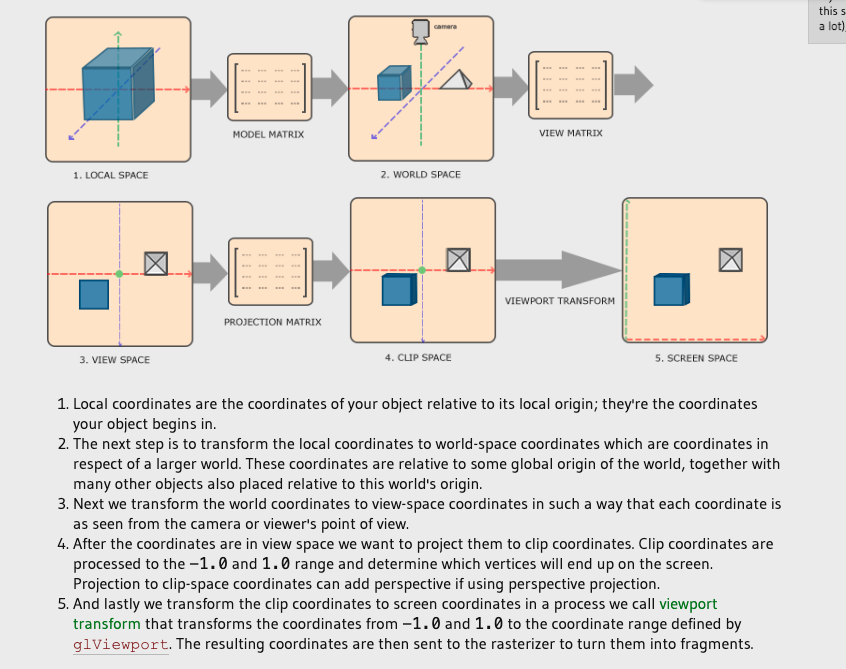 this s
a lot)
camera
MODEL MATRIX
VIEW MATRIX
1. LOCAL SPACE
2. WORLD SPACE
PROJECTION MATRIX
VIEWPORT TRANSFORM
3. VIEW SPACE
4. CLIP SPACE
5. SCREEN SPACE
1. Local coordinates are the coordinates of your object relative to its local origin; they're the coordinates
your object begins in.
2. The next step is to transform the local coordinates to world-space coordinates which are coordinates in
respect of a larger world. These coordinates are relative to some global origin of the world, together with
many other objects also placed relative to this world's origin.
3. Next we transform the world coordinates to view-space coordinates in such a way that each coordinate is
as seen from the camera or viewer's point of view.
4. After the coordinates are in view space we want to project them to clip coordinates. Clip coordinates are
processed to the −1.0 and 1.0 range and determine which vertices will end up on the screen.
Projection to clip-space coordinates can add perspective if using perspective projection.
5. And lastly we transform the clip coordinates to screen coordinates in a process we call viewport
transform that transforms the coordinates from −1.0 and 1.0 to the coordinate range defined by
glViewport. The resulting coordinates are then sent to the rasterizer to turn them into fragments.